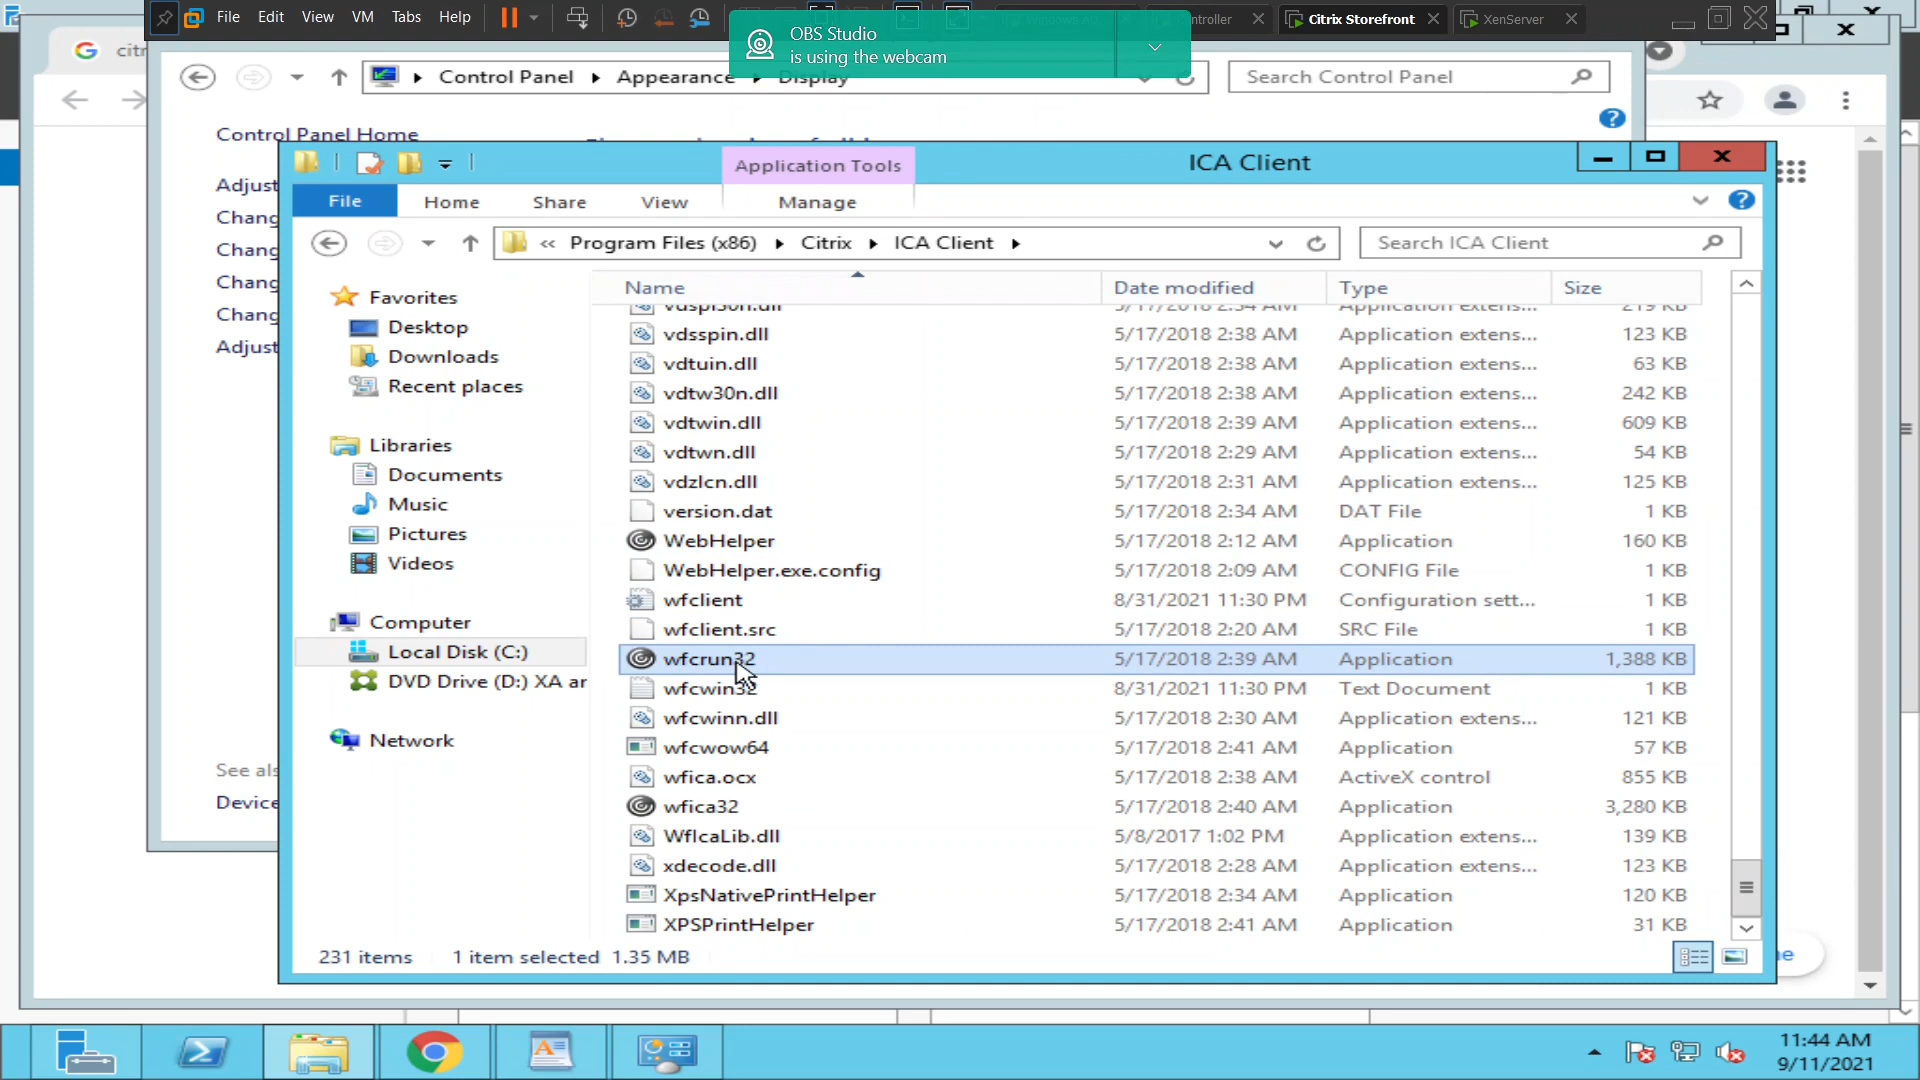 File Edit View VM Tabs Help
Citrix Storefront
XenServer
OBS Studio
is using the webcam
Control Panel Appearance Display
Search Control Panel
Control Panel Home
Adjust
Chang
Chang
Chang
Chang
Chang
Adjust
See als
Device
Application Tools
ICA Client
File Home Share View Manage
« Program Files (x86) Citrix ICA Client
Search ICA Client
Name Date modified Type Size
Favorites
Desktop
Downloads
Recent places
Libraries
Documents
Music
Pictures
Videos
Computer
Local Disk (C:)
DVD Drive (D:) XA ar
Network
vdsspin.dll 5/17/2018 2:38 AM Application extens... 123 KB
vdtuin.dll 5/17/2018 2:38 AM Application extens... 63 KB
vdtw30n.dll 5/17/2018 2:38 AM Application extens... 242 KB
vdtwin.dll 5/17/2018 2:39 AM Application extens... 609 KB
vdtwn.dll 5/17/2018 2:29 AM Application extens... 54 KB
vdzlcn.dll 5/17/2018 2:31 AM Application extens... 125 KB
version.dat 5/17/2018 2:34 AM DAT File 1 KB
WebHelper 5/17/2018 2:12 AM Application 160 KB
WebHelper.exe.config 5/17/2018 2:09 AM CONFIG File 1 KB
wfclient 8/31/2021 11:30 PM Configuration sett... 1 KB
wfclient.src 5/17/2018 2:20 AM SRC File 1 KB
wfcrun32 5/17/2018 2:39 AM Application 1,388 KB
wfcwin32 8/31/2021 11:30 PM Text Document 1 KB
wfcwinn.dll 5/17/2018 2:30 AM Application extens... 121 KB
wfcwow64 5/17/2018 2:41 AM Application 57 KB
wfica.ocx 5/17/2018 2:38 AM ActiveX control 855 KB
wfica32 5/17/2018 2:40 AM Application 3,280 KB
WfIcaLib.dll 5/8/2017 1:02 PM Application extens... 139 KB
xdecode.dll 5/17/2018 2:28 AM Application extens... 123 KB
XpsNativePrintHelper 5/17/2018 2:34 AM Application 120 KB
XPSPrintHelper 5/17/2018 2:41 AM Application 31 KB
231 items 1 item selected 1.35 MB
11:44 AM
9/11/2021